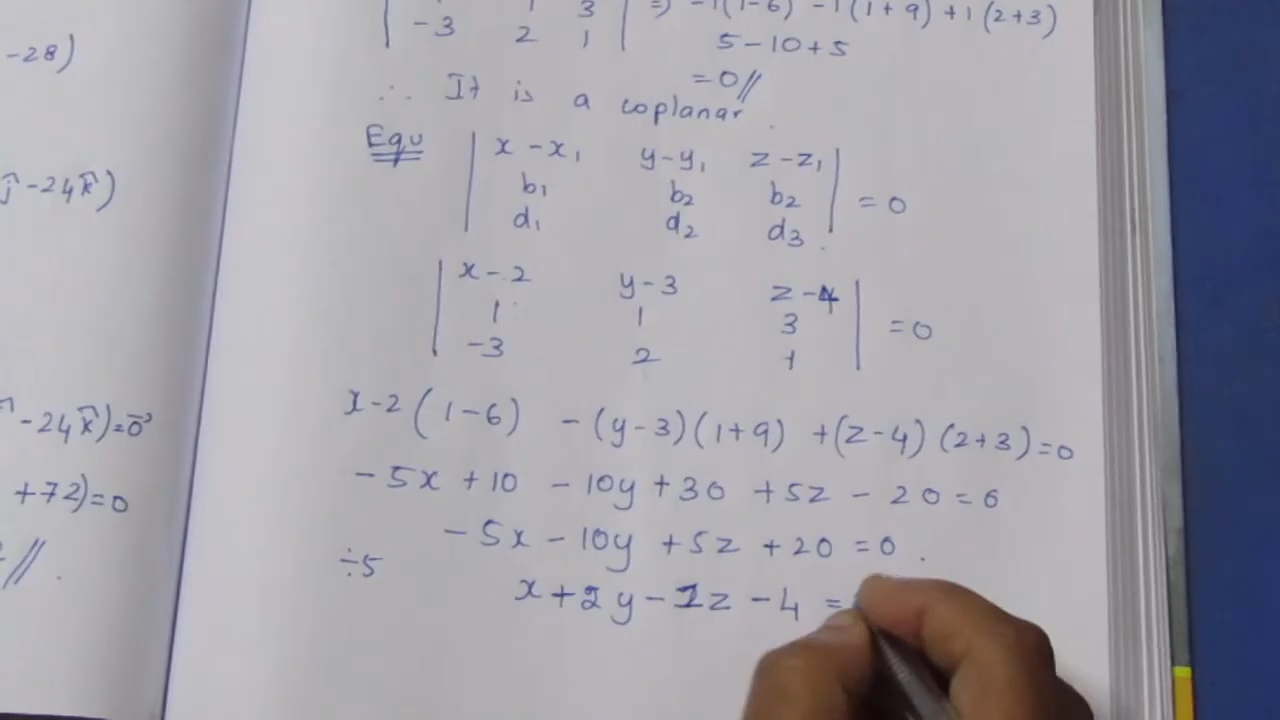 -28)
ĵ-24k̂)
-24k̂)=0⃗
+72)=0
1 3 | => -1(1-6) -1(1+9) +1(2+3)
| -3 2 1 | 5-10+5
=0//
∴ It is a coplanar.
Equ | x-x₁ y-y₁ z-z₁ |
| b₁ b₂ b₂ | =0
| d₁ d₂ d₃ |
| x-2 y-3 z-4 |
| 1 1 3 | =0
| -3 2 1 |
x-2(1-6) -(y-3)(1+9) +(z-4)(2+3)=0
-5x+10 -10y+30 +5z-20=0
-5x-10y+5z+20=0.
÷5
x+2y-1z-4=